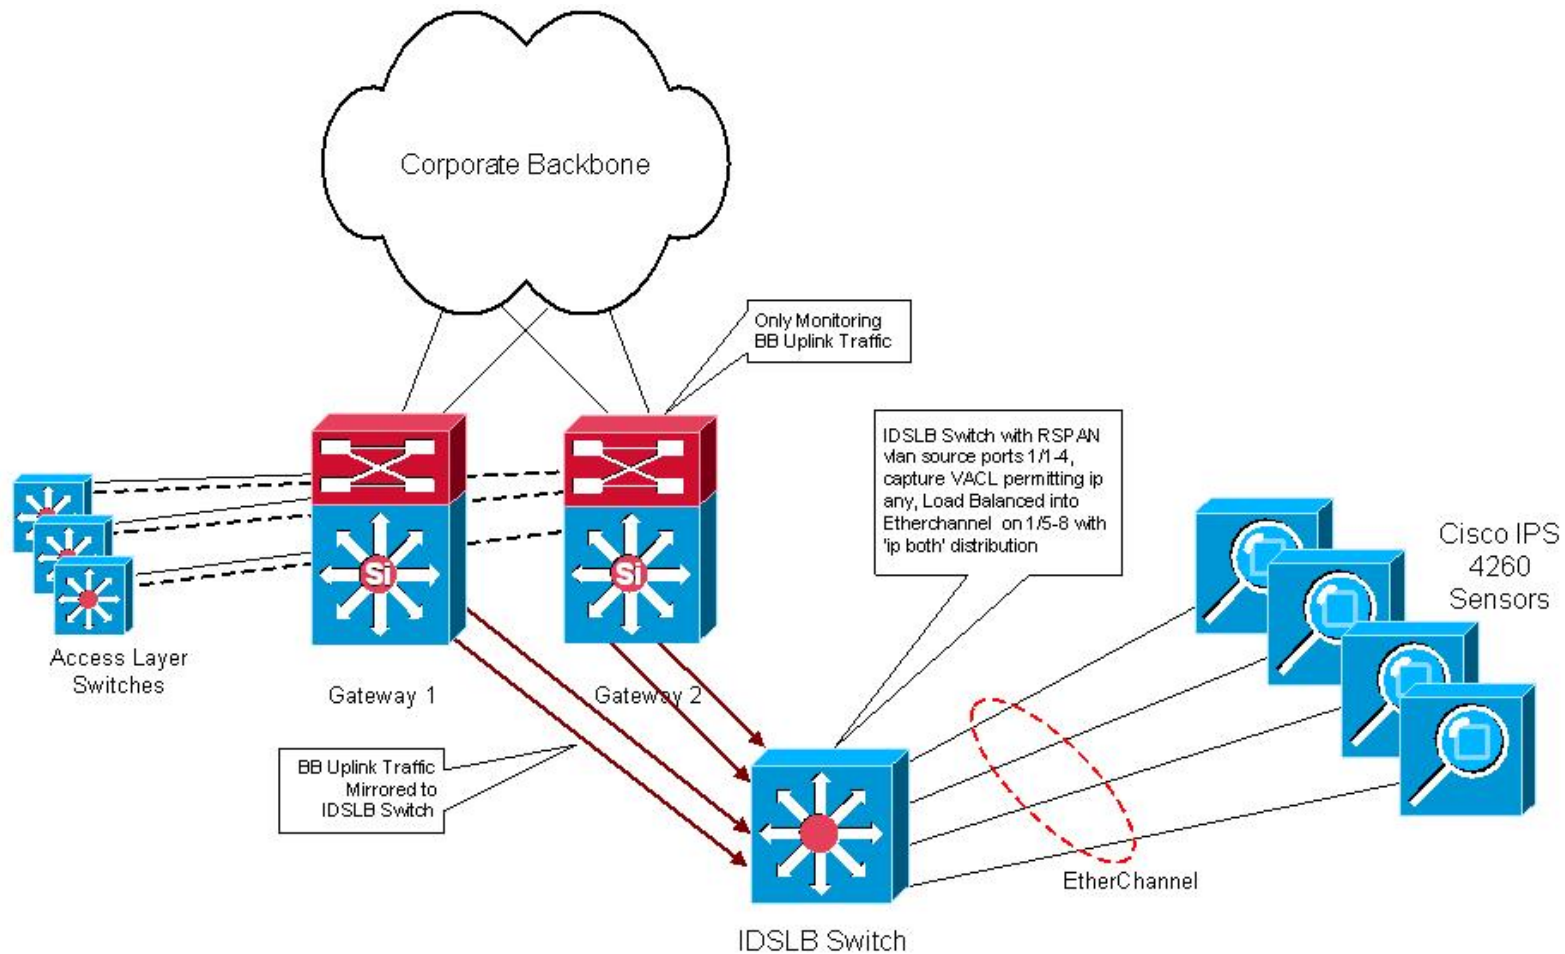 Corporate Backbone
Only Monitoring
BB Uplink Traffic
IDSLB Switch with RSPAN
vlan source ports 1/1-4,
capture VACL permitting ip
any, Load Balanced into
Etherchannel on 1/5-8 with
'ip both' distribution
Cisco IPS
4260
Sensors
Si
Si
Access Layer
Switches
Gateway 1
Gateway 2
BB Uplink Traffic
Mirrored to
IDSLB Switch
EtherChannel
IDSLB Switch